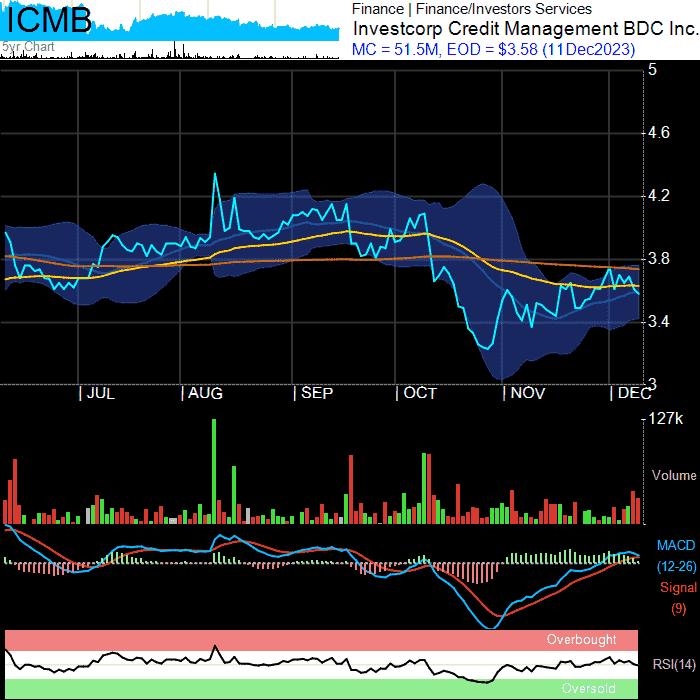 ICMB
5yr Chart
Finance | Finance/Investors Services
Investcorp Credit Management BDC Inc.
MC = 51.5M, EOD = $3.58 (11Dec2023)
5
4.6
4.2
3.8
3.4
3
| JUL
| AUG
| SEP
| OCT
| NOV
| DEC
127k
Volume
MACD
(12-26)
Signal
(9)
Overbought
RSI(14)
Oversold